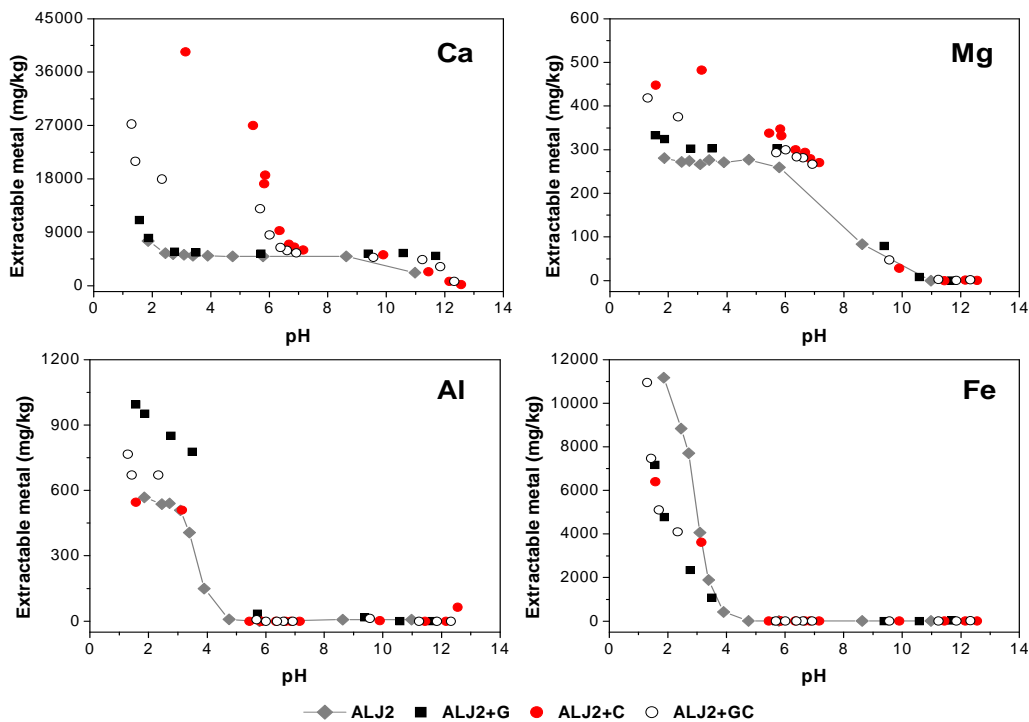 Ca
Extractable metal (mg/kg)
45000
36000
27000
18000
9000
0
0 2 4 6 8 10 12 14
pH
Mg
Extractable metal (mg/kg)
600
500
400
300
200
100
0
0 2 4 6 8 10 12 14
pH
Al
Extractable metal (mg/kg)
1200
900
600
300
0
0 2 4 6 8 10 12 14
pH
Fe
Extractable metal (mg/kg)
12000
10000
8000
6000
4000
2000
0
0 2 4 6 8 10 12 14
pH
ALJ2 ALJ2+G ALJ2+C ALJ2+GC